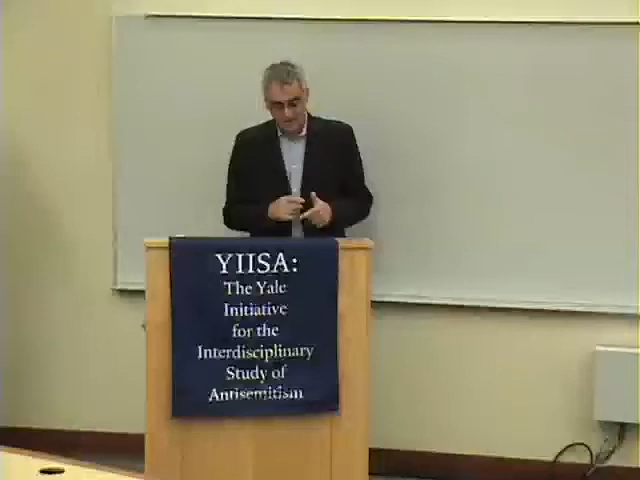 YIISA:
The Yale
Initiative
for the
Interdisciplinary
Study of
Antisemitism